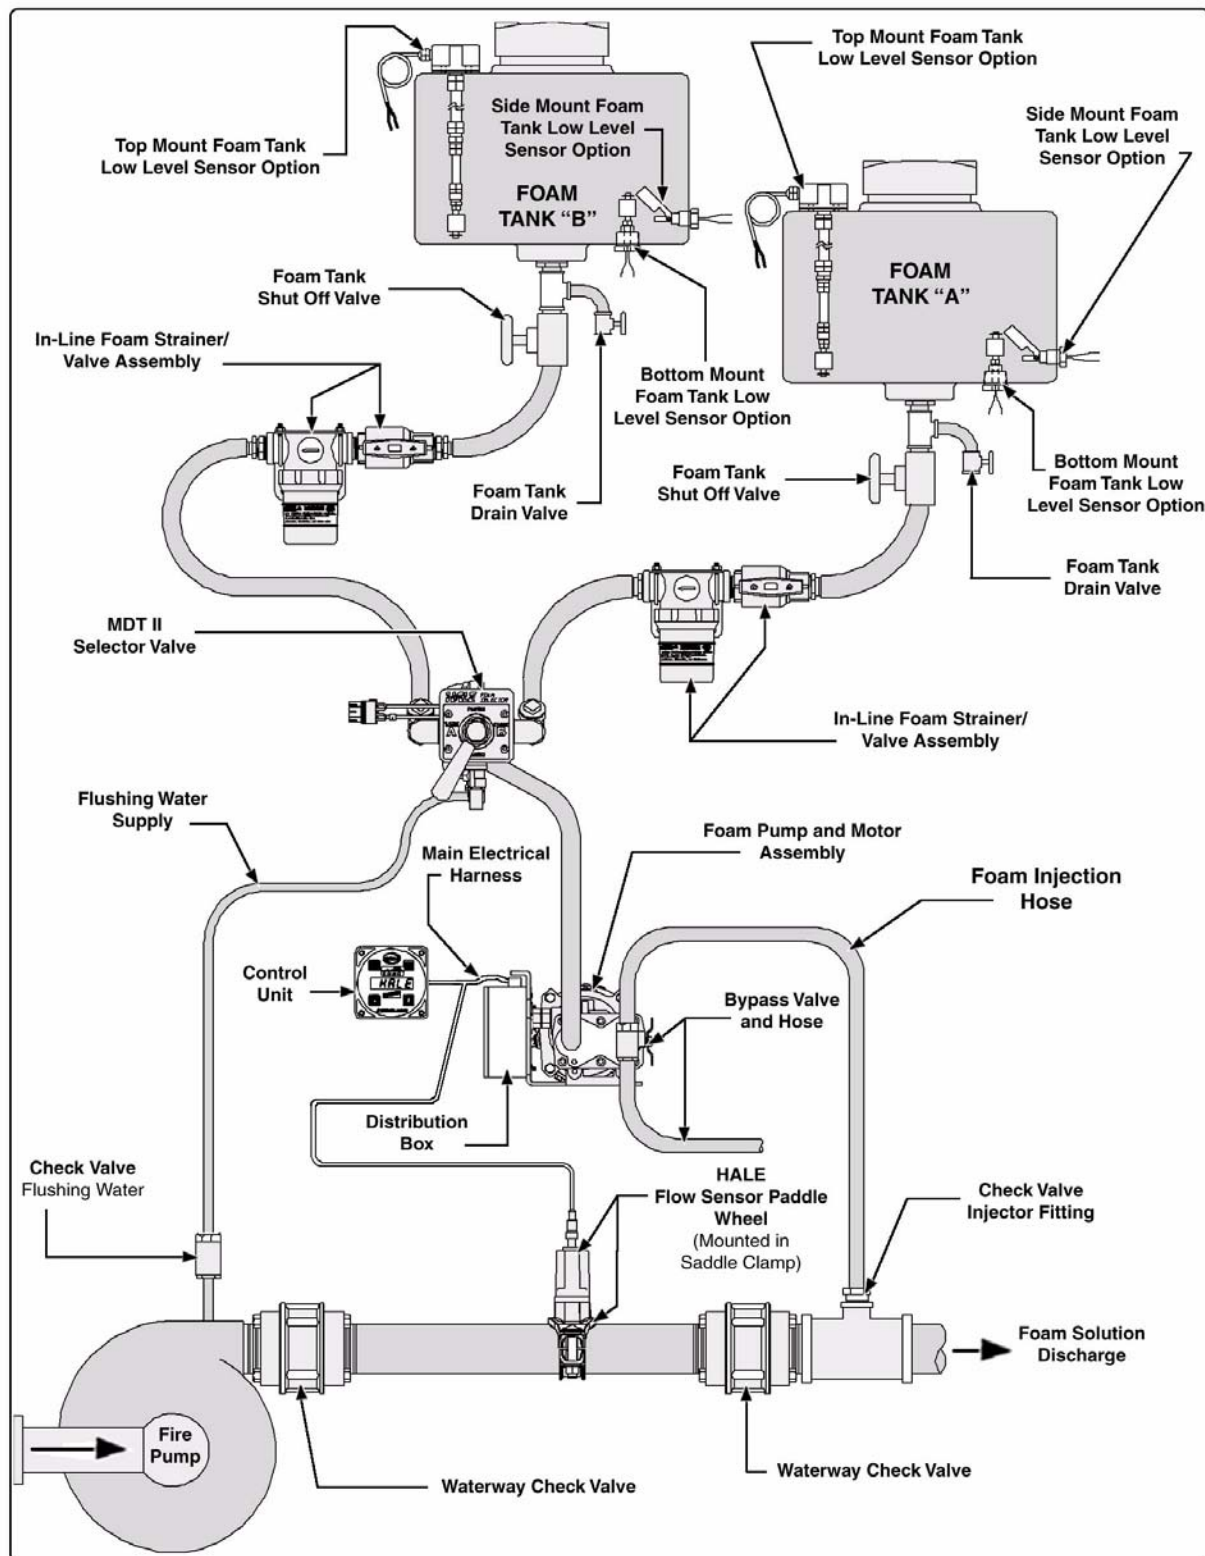 Top Mount Foam Tank
Low Level Sensor Option
Side Mount Foam
Tank Low Level
Sensor Option
FOAM
TANK “B”
Top Mount Foam Tank
Low Level Sensor Option
Side Mount Foam
Tank Low Level
Sensor Option
FOAM
TANK “A”
Foam Tank
Shut Off Valve
In-Line Foam Strainer/
Valve Assembly
Bottom Mount
Foam Tank Low
Level Sensor Option
Foam Tank
Drain Valve
Foam Tank
Shut Off Valve
Bottom Mount
Foam Tank Low
Level Sensor Option
Foam Tank
Drain Valve
MDT II
Selector Valve
A
B
In-Line Foam Strainer/
Valve Assembly
Flushing Water
Supply
Main Electrical
Harness
Foam Pump and Motor
Assembly
Foam Injection
Hose
Control
Unit
HALE
Bypass Valve
and Hose
Distribution
Box
Check Valve
Flushing Water
HALE
Flow Sensor Paddle
Wheel
(Mounted in
Saddle Clamp)
Check Valve
Injector Fitting
Foam Solution
Discharge
Fire
Pump
Waterway Check Valve
Waterway Check Valve